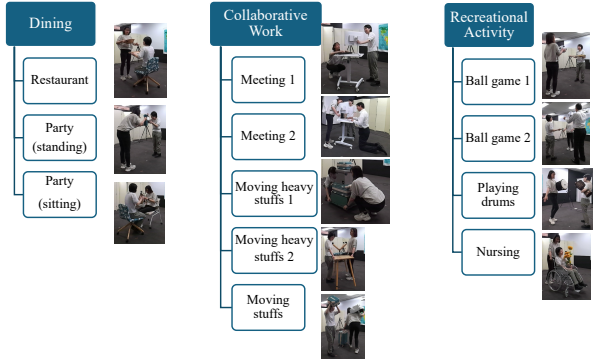 Dining
Restaurant
Party
(standing)
Party
(sitting)
Collaborative
Work
Meeting 1
Meeting 2
Moving heavy
stuffs 1
Moving heavy
stuffs 2
Moving
stuffs
Recreational
Activity
Ball game 1
Ball game 2
Playing
drums
Nursing